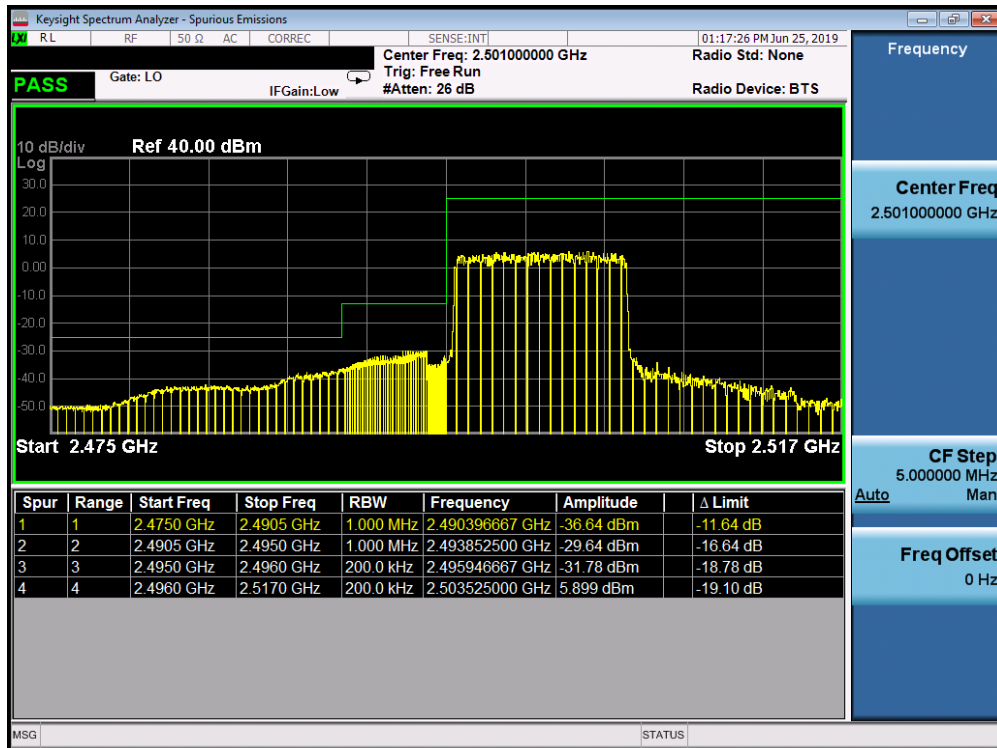 Keysight Spectrum Analyzer - Spurious Emissions
LXI RL RF 50 Ω AC CORREC SENSE:INT 01:17:26 PM Jun 25, 2019
Center Freq: 2.501000000 GHz Radio Std: None
PASS Gate: LO Trig: Free Run
IFGain:Low #Atten: 26 dB Radio Device: BTS
10 dB/div Ref 40.00 dBm
Log
30.0
20.0
10.0
0.00
-10.0
-20.0
-30.0
-40.0
-50.0
Start 2.475 GHz Stop 2.517 GHz
Spur Range Start Freq Stop Freq RBW Frequency Amplitude Δ Limit
1 1 2.4750 GHz 2.4905 GHz 1.000 MHz 2.490396667 GHz -36.64 dBm -11.64 dB
2 2 2.4905 GHz 2.4950 GHz 1.000 MHz 2.493852500 GHz -29.64 dBm -16.64 dB
3 3 2.4950 GHz 2.4960 GHz 200.0 kHz 2.495946667 GHz -31.78 dBm -18.78 dB
4 4 2.4960 GHz 2.5170 GHz 200.0 kHz 2.503525000 GHz 5.899 dBm -19.10 dB
MSG STATUS
Frequency
Center Freq
2.501000000 GHz
CF Step
5.000000 MHz
Auto Man
Freq Offset
0 Hz